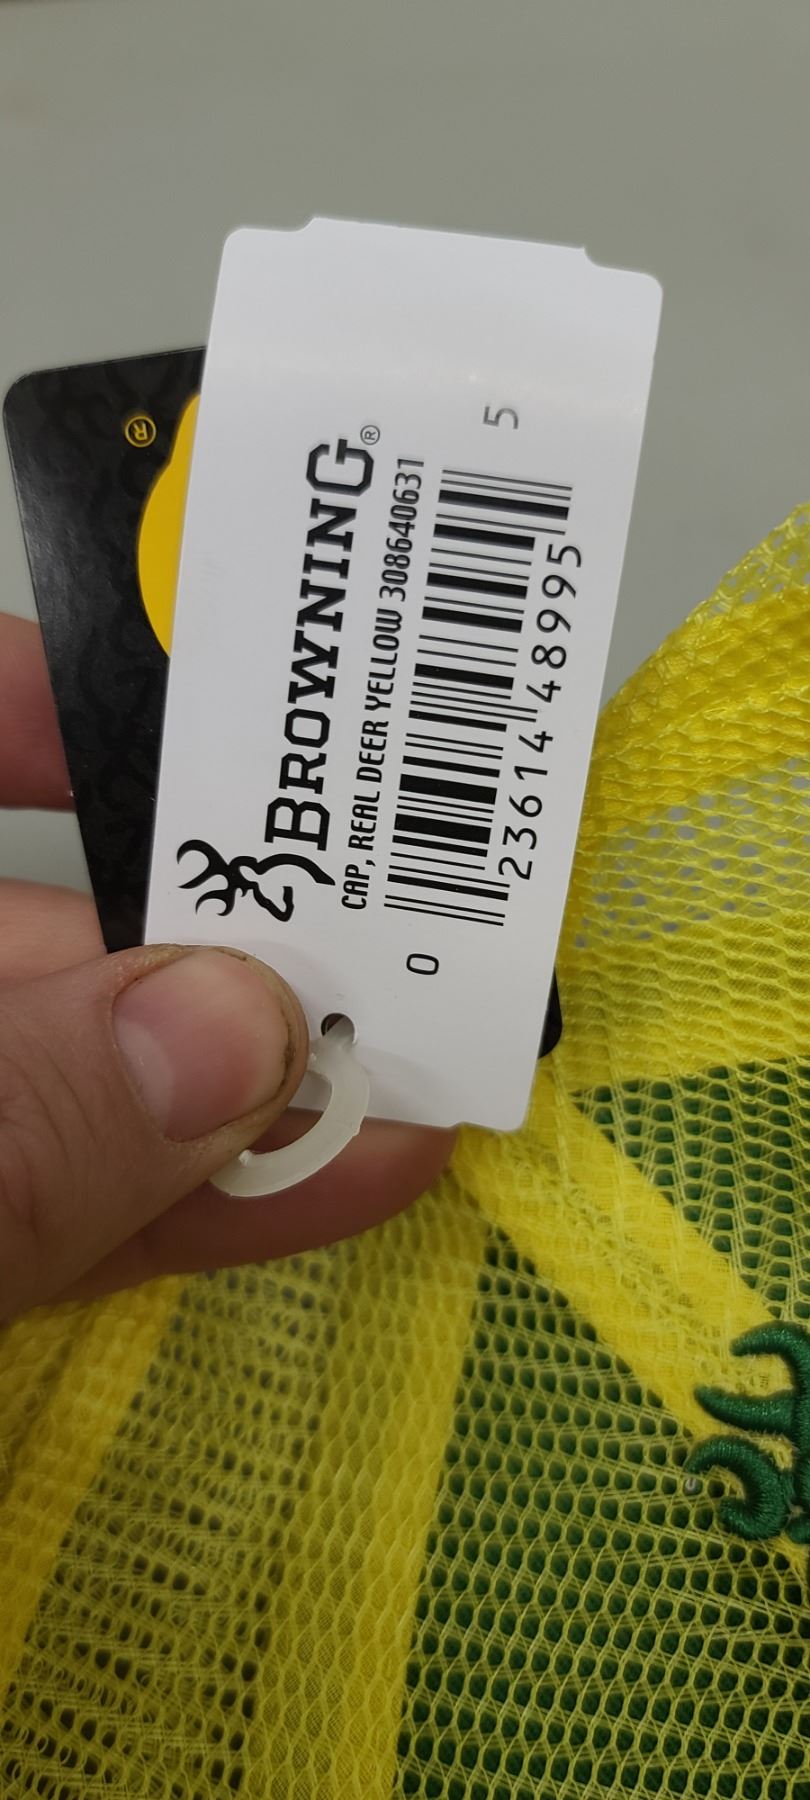 BROWNING®
CAP, REAL DEER YELLOW 308640631
0 23614 48995 5
®